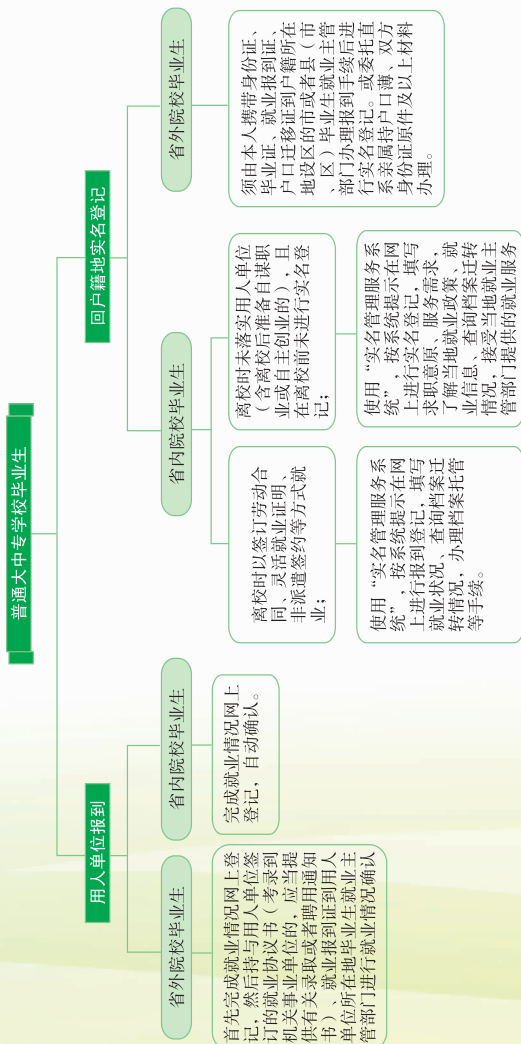 普通大中专学校毕业生
用人单位报到
省外院校毕业生
首先完成就业情况网上登
记，然后持与用人单位签
订的就业协议书（考录到
机关事业单位的，应当提
供有关录取或者聘用通知
书）、就业报到证到用人
单位所在地毕业生就业主
管部门进行就业情况确认
省内院校毕业生
完成就业情况网上
登记，自动确认。
回户籍地实名登记
省内院校毕业生
离校时以签订劳动合
同、灵活就业证明、
非派遣签约等方式就
业；
使用“实名管理服务系
统”，按系统提示在网
上进行报到登记，填写
就业状况、查询档案迁
转情况，办理档案托管
等手续。
离校时未落实用人单位
（含离校后准备自谋职
业或自主创业的），且
在离校前未进行实名登
记；
使用“实名管理服务系
统”，按系统提示在网
上进行实名登记，填写
求职意愿、服务需求，
了解当地就业政策、就
业信息、查询档案迁转
情况，接受当地就业主
管部门提供的就业服务
省外院校毕业生
须由本人携带身份证、
毕业证、就业报到证、
户口迁移证到户籍所在
地设区的市或者县（市
、区）毕业生就业主管
部门办理报到手续后进
行实名登记。或委托直
系亲属持户口薄、双方
身份证原件及以上材料
办理。